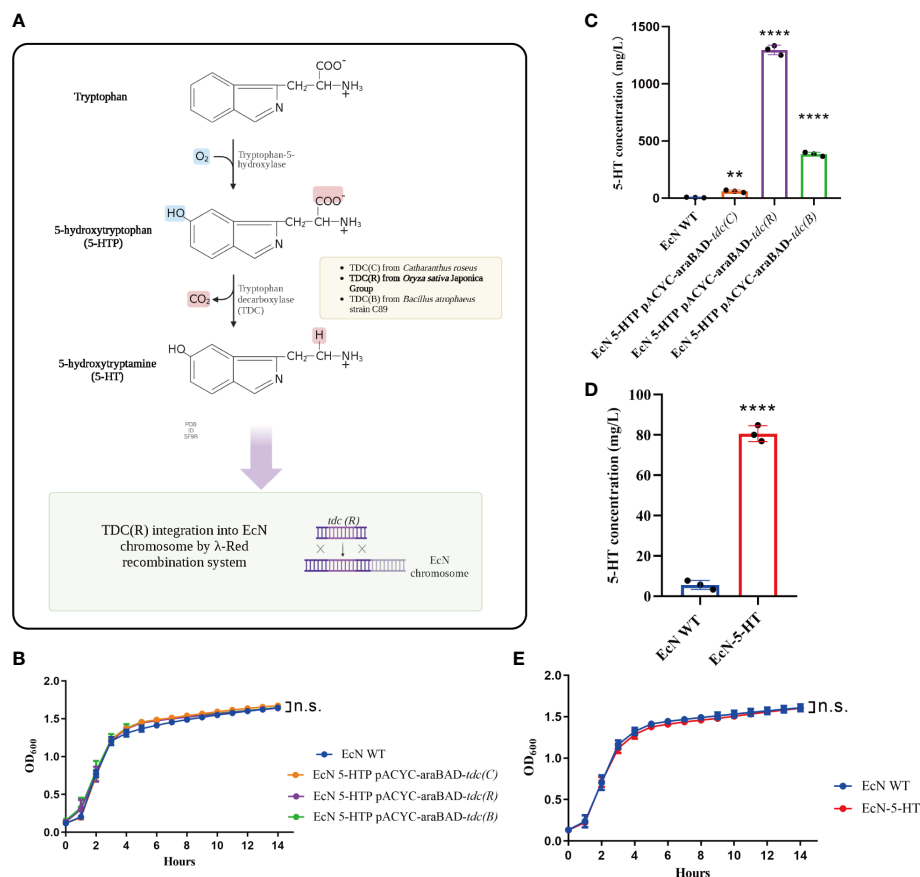 A
Tryptophan
COO-
CH2-CH-NH3
+
N
O2
Tryptophan-5-
hydroxylase
5-hydroxytryptophan
(5-HTP)
HO
COO-
CH2-CH-NH3
+
N
CO2
Tryptophan
decarboxylase
(TDC)
• TDC(C) from Catharanthus roseus
• TDC(R) from Oryza sativa Japonica
Group
• TDC(B) from Bacillus atrophaeus
strain C89
5-hydroxytryptamine
(5-HT)
HO
H
CH2-CH-NH3
+
N
PDB
ID
5F9R
TDC(R) integration into EcN
chromosome by λ-Red
recombination system
tdc (R)
EcN
chromosome
B
OD600
2.0
1.5
1.0
0.5
0.0
0 2 4 6 8 10 12 14
Hours
n.s.
EcN WT
EcN 5-HTP pACYC-araBAD-tdc(C)
EcN 5-HTP pACYC-araBAD-tdc(R)
EcN 5-HTP pACYC-araBAD-tdc(B)
C
5-HT concentration (mg/L)
1500
1000
500
0
**
****
****
EcN WT
EcN 5-HTP pACYC-araBAD-tdc(C)
EcN 5-HTP pACYC-araBAD-tdc(R)
EcN 5-HTP pACYC-araBAD-tdc(B)
D
5-HT concentration (mg/L)
100
80
60
40
20
0
****
EcN WT
EcN-5-HT
E
OD600
2.0
1.5
1.0
0.5
0.0
0 2 4 6 8 10 12 14
Hours
n.s.
EcN WT
EcN-5-HT